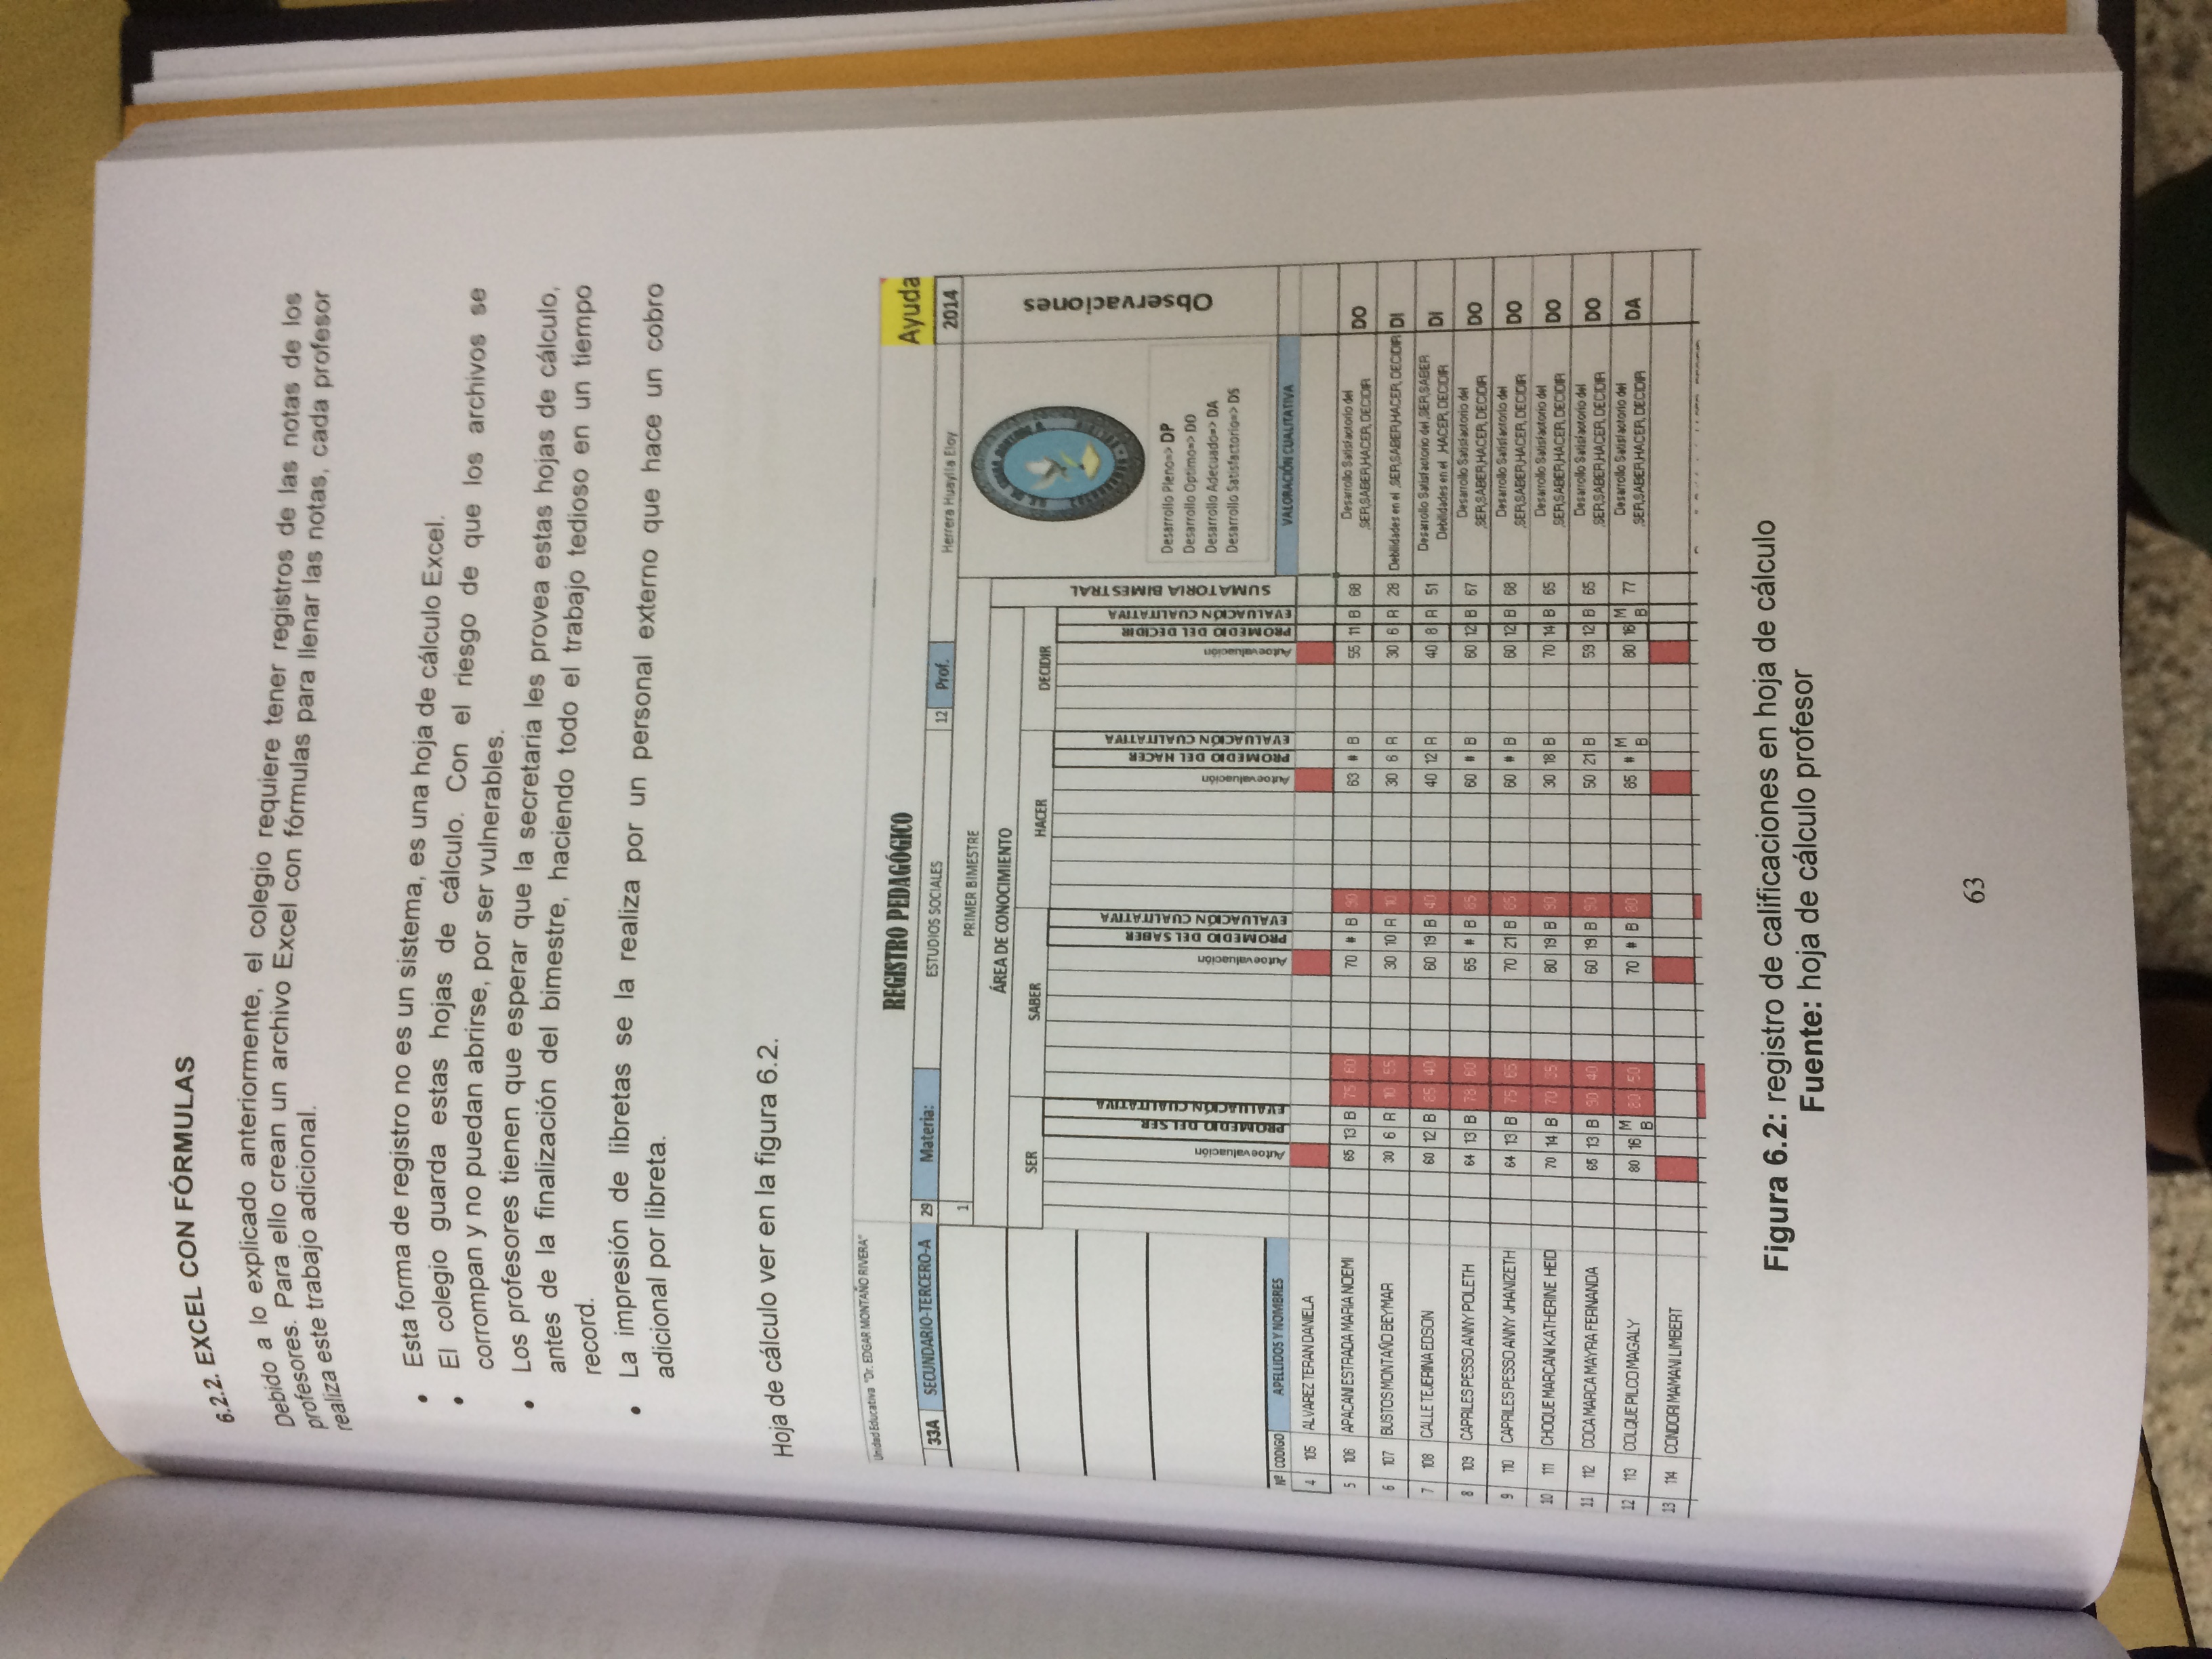 6.2.2. EXCEL CON FÓRMULAS
Debido a lo explicado anteriormente, el colegio requiere tener registros de las notas de los
profesores. Para ello crean un archivo Excel con fórmulas para llenar las notas, cada profesor
realiza este trabajo adicional.
• Esta forma de registro no es un sistema, es una hoja de cálculo Excel.
• El colegio guarda estas hojas de cálculo. Con el riesgo de que los archivos se
corrompan y no puedan abrirse, por ser vulnerables.
• Los profesores tienen que esperar que la secretaria les provea estas hojas de cálculo,
antes de la finalización del bimestre, haciendo todo el trabajo tedioso en un tiempo
record.
• La impresión de libretas se la realiza por un personal externo que hace un cobro
adicional por libreta.
Hoja de cálculo ver en la figura 6.2.
Unidad Educativa "Dr. EDGAR MONTAÑO RIVERA"
REGISTRO PEDAGÓGICO
Ayuda
33A SECUNDARIO-TERCERO-A 29 Materia: ESTUDIOS SOCIALES 12 Prof. Herrera Huaylla Eloy 2014
1 PRIMER BIMESTRE
ÁREA DE CONOCIMIENTO
SER SABER HACER DECIDIR
Autoevaluación
PROMEDIO DEL SER
EVALUACIÓN CUALITATIVA
Autoevaluación
PROMEDIO DEL SABER
EVALUACIÓN CUALITATIVA
Autoevaluación
PROMEDIO DEL HACER
EVALUACIÓN CUALITATIVA
Autoevaluación
PROMEDIO DEL DECIDIR
EVALUACIÓN CUALITATIVA
SUMATORIA BIMESTRAL
Desarrollo Pleno=> DP
Desarrollo Optimo=> DO
Desarrollo Adecuado=> DA
Desarrollo Satisfactorio=> DS
Observaciones
Nº CODIGO APELLIDOS Y NOMBRES VALORACIÓN CUALITATIVA
4 105 ALVAREZ TERAN DANIELA
5 106 APACANI ESTRADA MARIA NOEMI 65 13 B 75 60 70 # B 90 63 # B 55 11 B 68 Desarrollo Satisfactorio del ,SER,SABER,HACER, DECIDIR DO
6 107 BUSTOS MONTAÑO BEYMAR 30 6 R 10 55 30 10 R 10 30 6 R 30 6 R 28 Debilidades en el ,SER,SABER,HACER, DECIDIR DI
7 108 CALLE TEJERINA EDSON 60 12 B 65 40 60 19 B 40 40 12 R 40 8 R 51 Desarrollo Satisfactorio del ,SER,SABER Debilidades en el ,HACER, DECIDIR DI
8 109 CAPRILES PESSO ANNY POLETH 64 13 B 78 60 65 # B 65 60 # B 60 12 B 67 Desarrollo Satisfactorio del ,SER,SABER,HACER, DECIDIR DO
9 110 CAPRILES PESSO ANNY JHANIZETH 64 13 B 75 65 70 21 B 65 60 # B 60 12 B 68 Desarrollo Satisfactorio del ,SER,SABER,HACER, DECIDIR DO
10 111 CHOQUE MARCANI KATHERINE HEID 70 14 B 70 35 80 19 B 90 30 18 B 70 14 B 65 Desarrollo Satisfactorio del ,SER,SABER,HACER, DECIDIR DO
11 112 COCA MARCA MAYRA FERNANDA 65 13 B 90 40 60 19 B 90 50 21 B 59 12 B 65 Desarrollo Satisfactorio del ,SER,SABER,HACER, DECIDIR DO
12 113 COLQUE PILCO MAGALY 80 16 MB 80 50 70 # B 80 85 # MB 80 16 MB 77 Desarrollo Satisfactorio del ,SER,SABER,HACER, DECIDIR DA
13 114 CONDORI MAMANI LIMBERT
Figura 6.2: registro de calificaciones en hoja de cálculo
Fuente: hoja de cálculo profesor
63